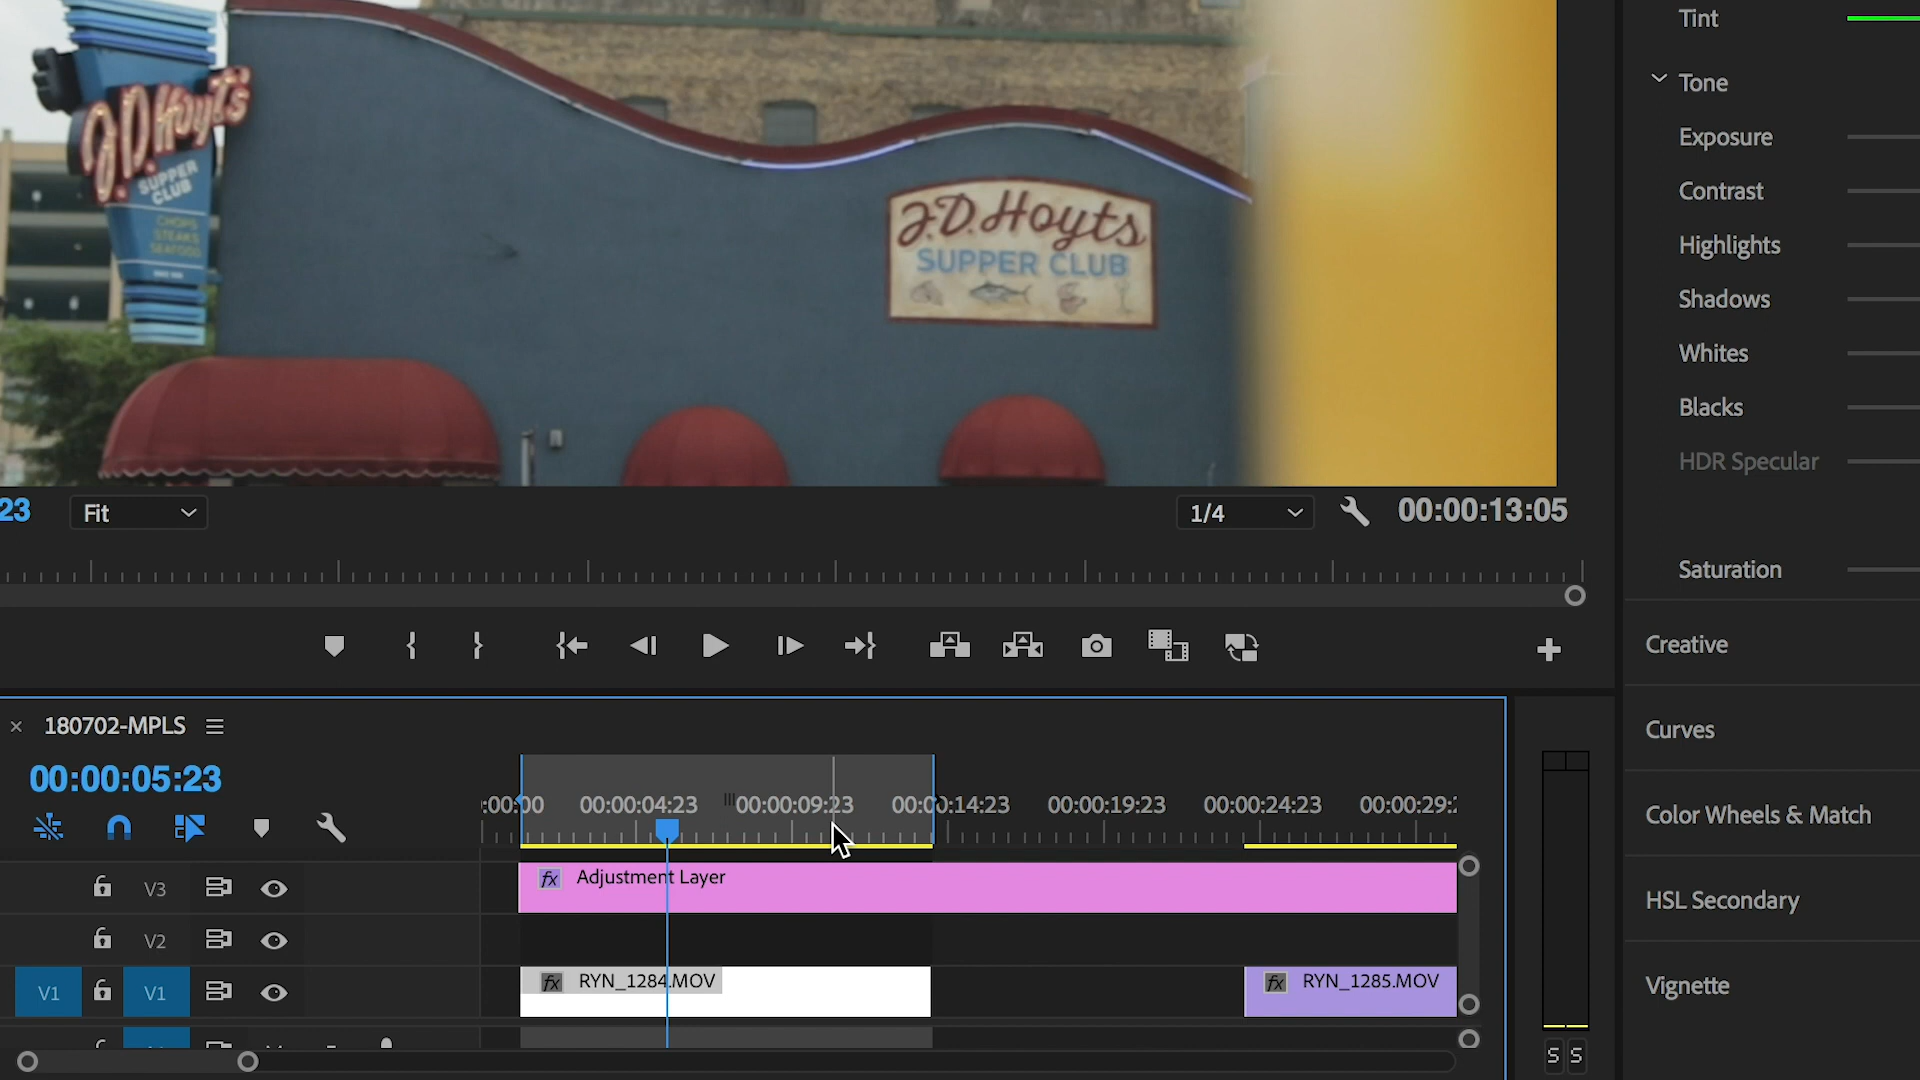 Tint
J.D. Hoyts
SUPPER
CLUB
CHOPS
STEAKS
SEAFOOD
J.D. Hoyts
SUPPER CLUB
Tone
Exposure
Contrast
Highlights
Shadows
Whites
Blacks
HDR Specular
23
Fit
1/4
00:00:13:05
Saturation
Creative
Curves
Color Wheels & Match
HSL Secondary
Vignette
× 180702-MPLS
00:00:05:23
:00:00 00:00:04:23 00:00:09:23 00:00:14:23 00:00:19:23 00:00:24:23 00:00:29:2
V3
fx Adjustment Layer
V2
V1 V1
fx RYN_1284.MOV
fx RYN_1285.MOV
S S